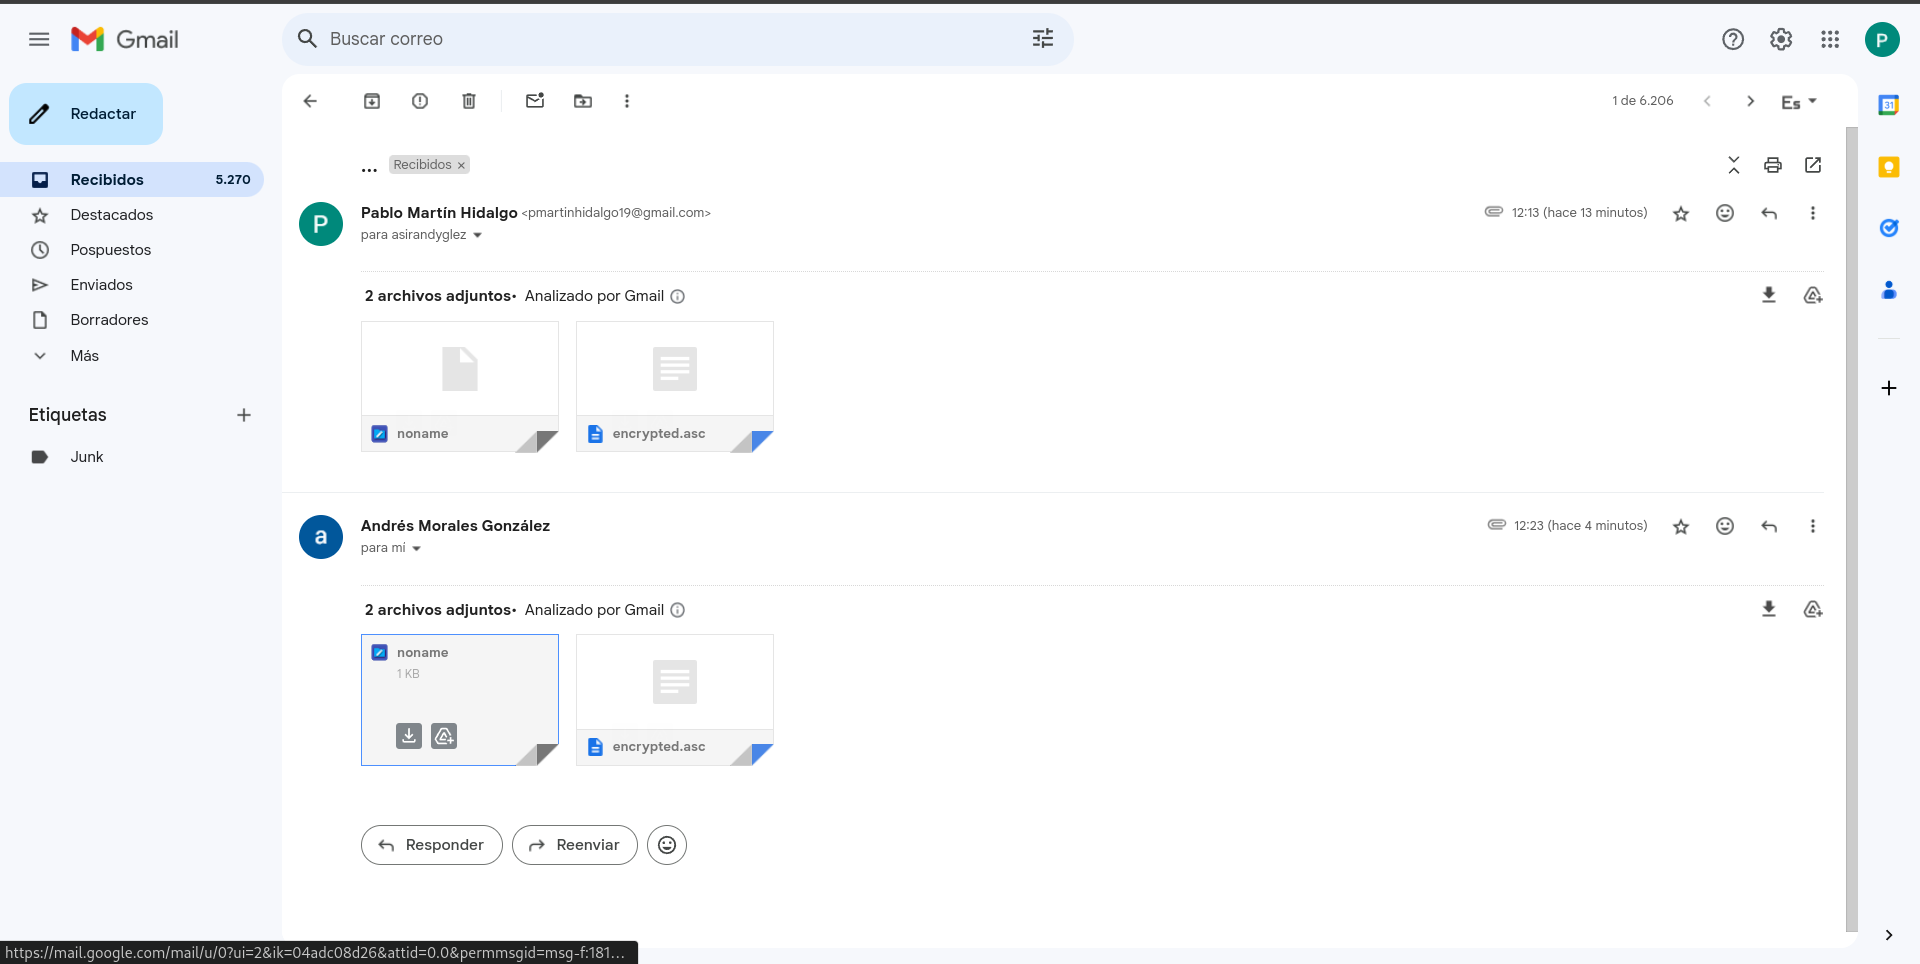 Gmail
Buscar correo
P
Redactar
1 de 6.206
Es
31
Recibidos 5.270
... Recibidos ×
Destacados
P
Pablo Martín Hidalgo <pmartinhidalgo19@gmail.com>
12:13 (hace 13 minutos)
para asirandyglez
Pospuestos
Enviados
2 archivos adjuntos• Analizado por Gmail
Borradores
Más
Etiquetas
noname
encrypted.asc
Junk
a
Andrés Morales González
12:23 (hace 4 minutos)
para mí
2 archivos adjuntos• Analizado por Gmail
noname
1 KB
encrypted.asc
Responder
Reenviar
https://mail.google.com/mail/u/0?ui=2&ik=04adc08d26&attid=0.0&permmsgid=msg-f:181...